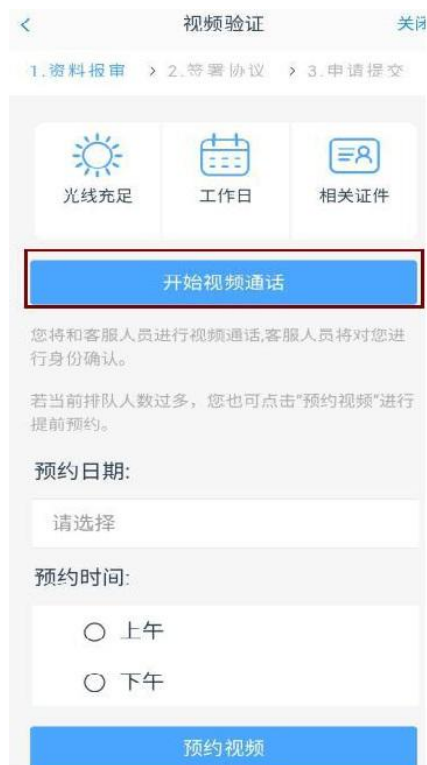 视频验证
关闭
1.资料报审 > 2.签署协议 > 3.申请提交
光线充足 工作日 相关证件
开始视频通话
您将和客服人员进行视频通话,客服人员将对您进
行身份确认。
若当前排队人数过多，您也可点击"预约视频"进行
提前预约。
预约日期:
请选择
预约时间:
上午
下午
预约视频